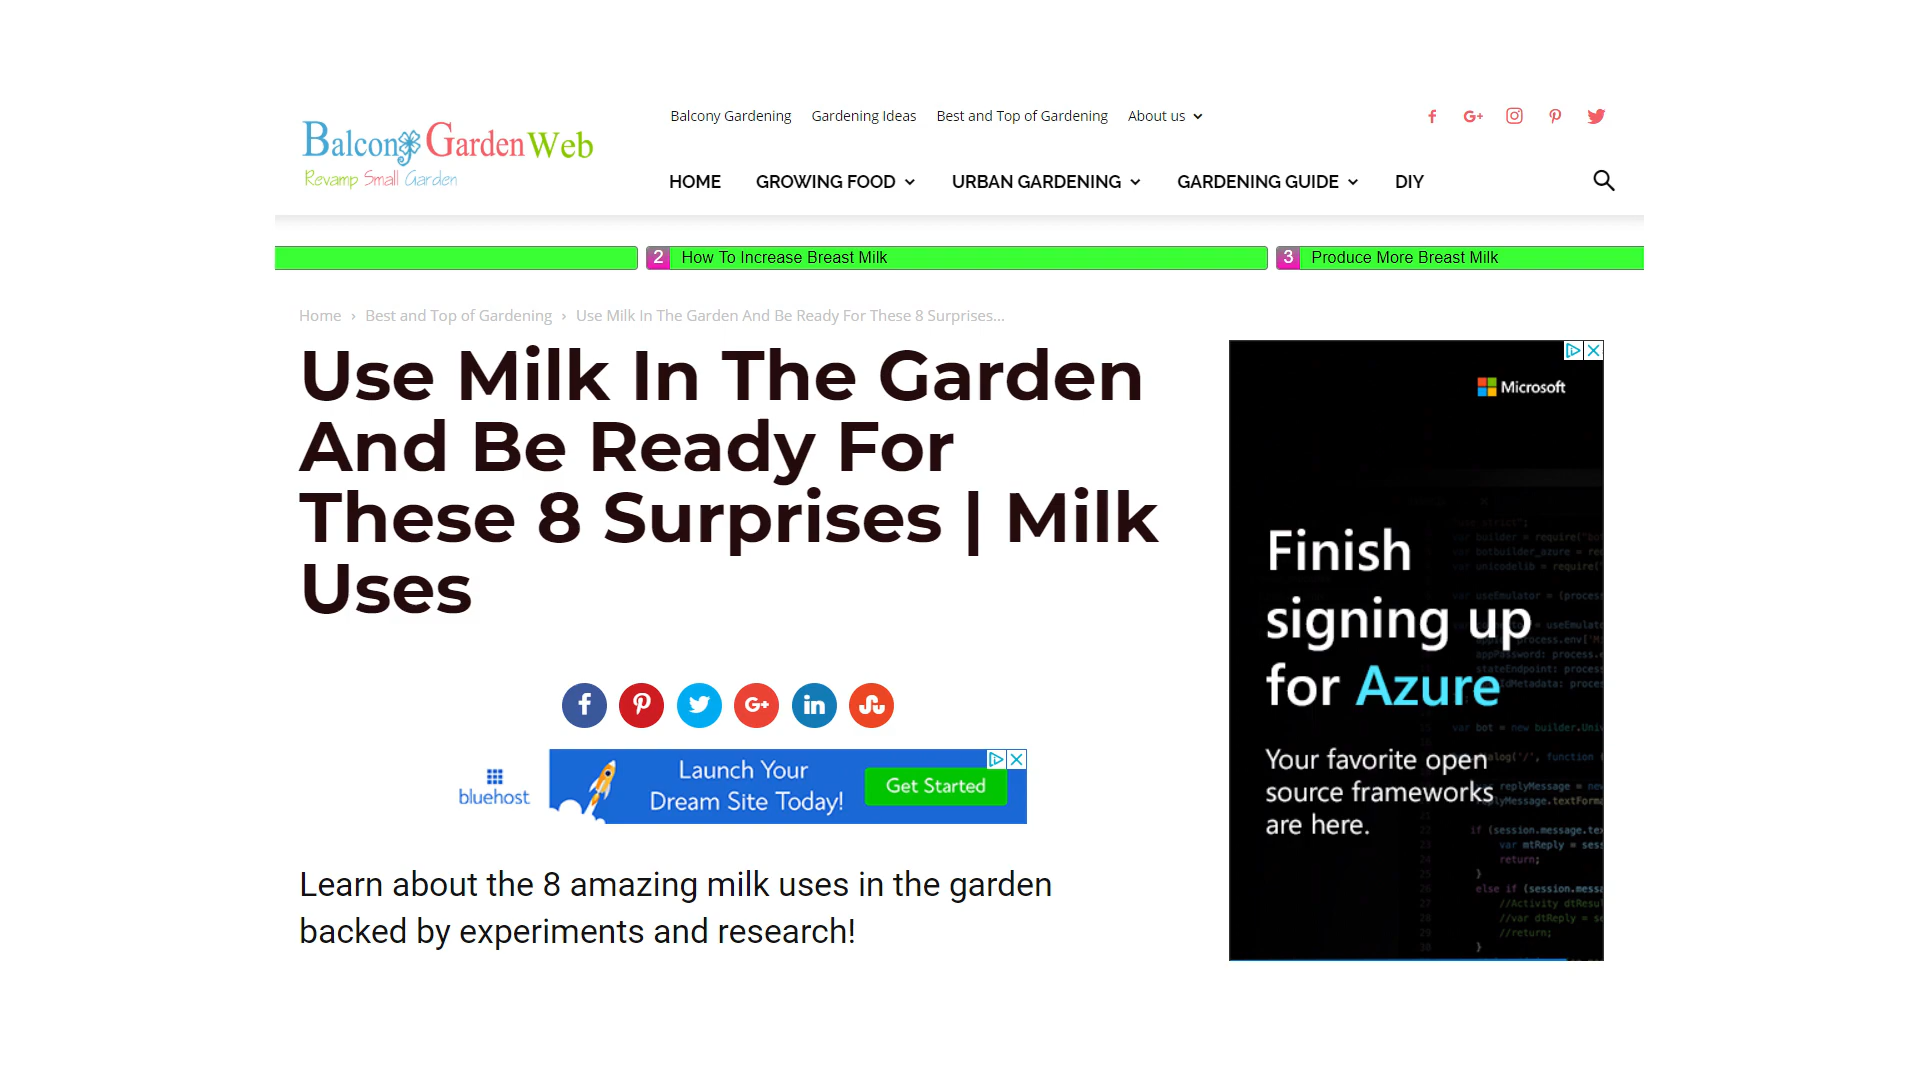 Balcony Gardening Gardening Ideas Best and Top of Gardening About us
Balcony Garden Web
Revamp Small Garden
HOME GROWING FOOD URBAN GARDENING GARDENING GUIDE DIY
2 How To Increase Breast Milk
3 Produce More Breast Milk
Home › Best and Top of Gardening › Use Milk In The Garden And Be Ready For These 8 Surprises...
Use Milk In The Garden
And Be Ready For
These 8 Surprises | Milk
Uses
bluehost
Launch Your
Dream Site Today!
Get Started
Learn about the 8 amazing milk uses in the garden
backed by experiments and research!
Microsoft
Finish
signing up
for Azure
Your favorite open
source frameworks
are here.